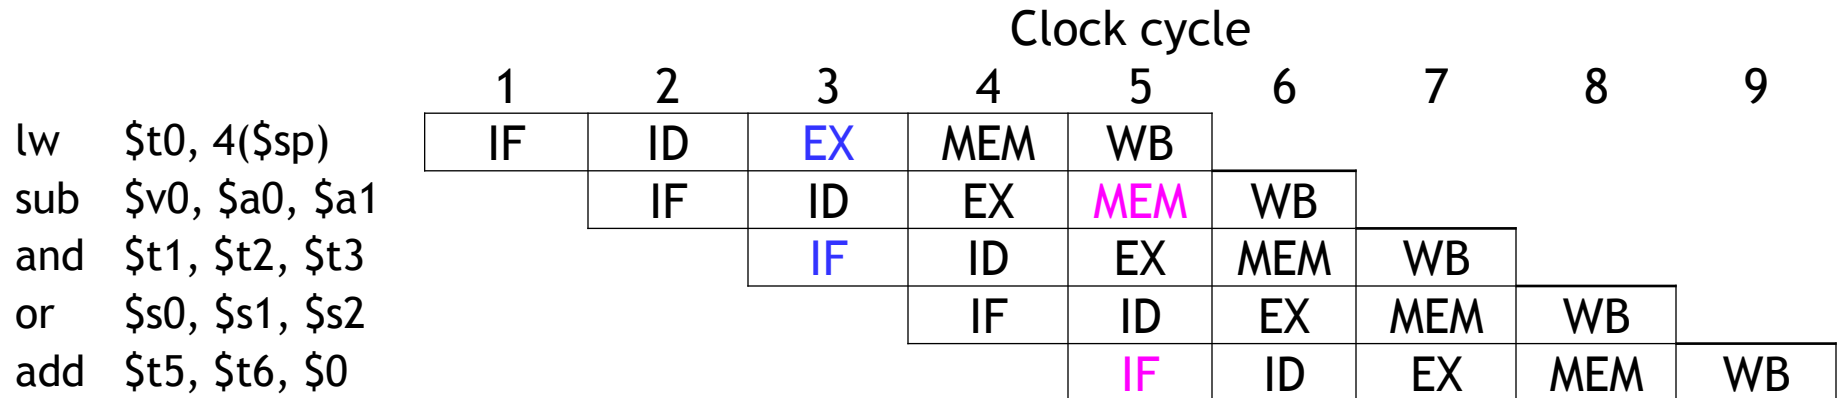 Clock cycle
1 2 3 4 5 6 7 8 9
lw $t0, 4($sp) IF ID EX MEM WB
sub $v0, $a0, $a1 IF ID EX MEM WB
and $t1, $t2, $t3 IF ID EX MEM WB
or $s0, $s1, $s2 IF ID EX MEM WB
add $t5, $t6, $0 IF ID EX MEM WB